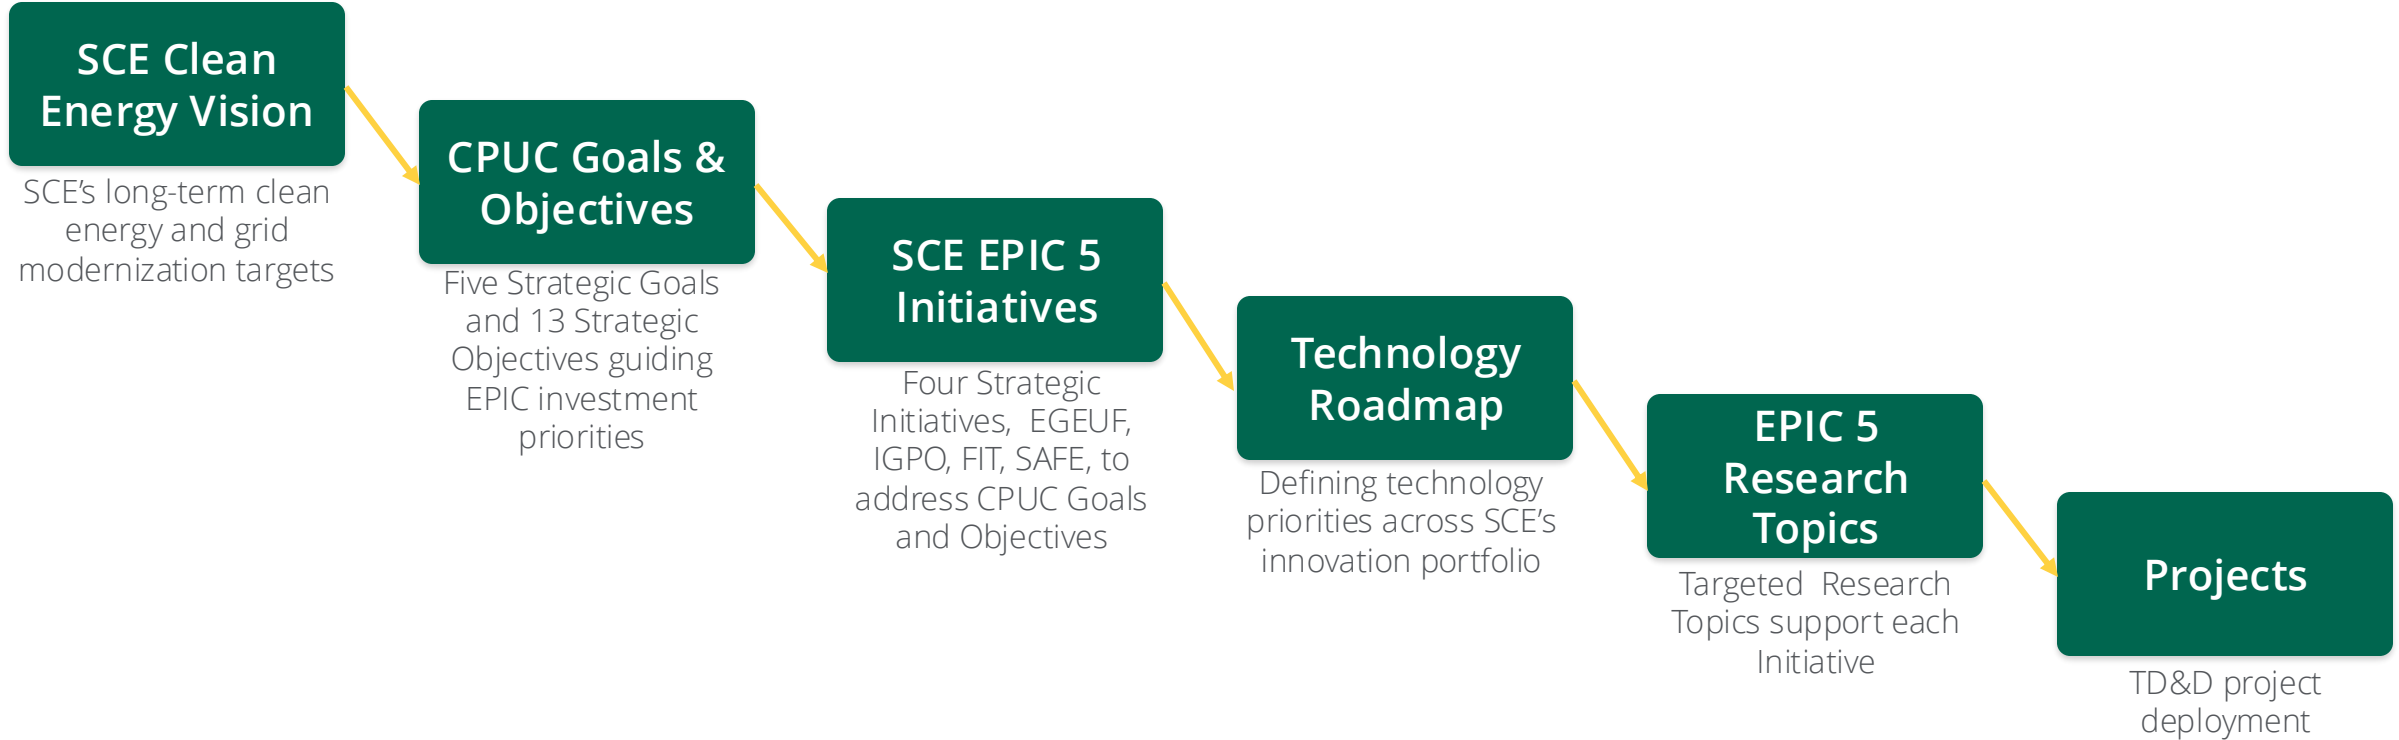 SCE Clean
Energy Vision
SCE’s long-term clean
energy and grid
modernization targets
CPUC Goals &
Objectives
Five Strategic Goals
and 13 Strategic
Objectives guiding
EPIC investment
priorities
SCE EPIC 5
Initiatives
Four Strategic
Initiatives,  EGEUF,
IGPO, FIT, SAFE, to
address CPUC Goals
and Objectives
Technology
Roadmap
Defining technology
priorities across SCE’s
innovation portfolio
EPIC 5
Research
Topics
Targeted  Research
Topics support each
Initiative
Projects
TD&D project
deployment